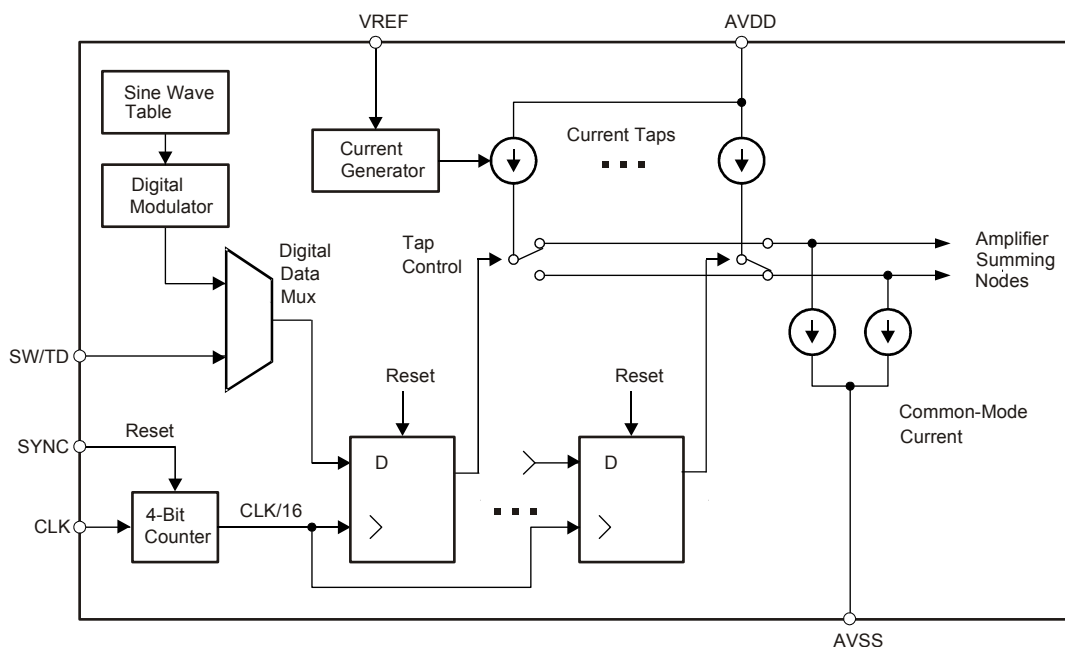 VREF
AVDD
Sine Wave
Table
Current
Generator
Current Taps
Digital
Modulator
Digital
Data
Mux
Tap
Control
Amplifier
Summing
Nodes
SW/TD
Reset
Reset
Common-Mode
Current
SYNC
Reset
D
D
CLK
4-Bit
Counter
CLK/16
AVSS